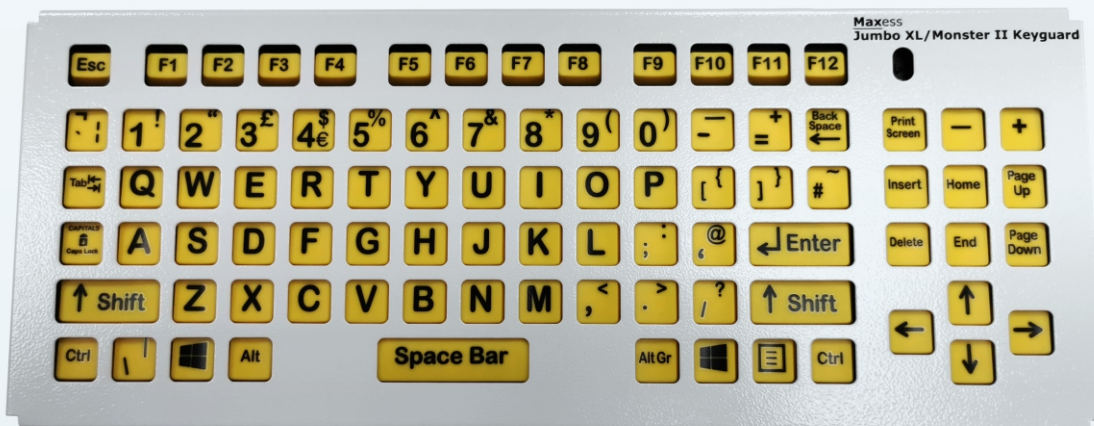 Maxess
Jumbo XL/Monster II Keyguard
Esc F1 F2 F3 F4 F5 F6 F7 F8 F9 F10 F11 F12
` ¬ ¦ 1 ! 2 “ 3 £ 4 $ € 5 % 6 ^ 7 & 8 * 9 ( 0 ) - _ = + Back Space ← Print Screen − +
Tab Q W E R T Y U I O P [ { ] } # ~ Insert Home Page Up
CAPITALS Caps Lock A S D F G H J K L ; : ‘ @ ↵ Enter Delete End Page Down
↑ Shift Z X C V B N M , < . > / ? ↑ Shift ← ↑ →
Ctrl \ | Alt Space Bar Alt Gr Ctrl ↓